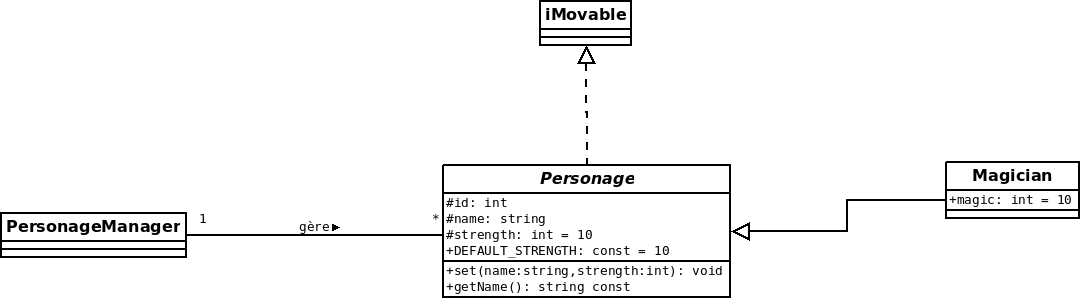 iMovable
Personage
#id: int
#name: string
#strength: int = 10
+DEFAULT_STRENGTH: const = 10
+set(name:string,strength:int): void
+getName(): string const
PersonageManager
1
gère
*
Magician
+magic: int = 10